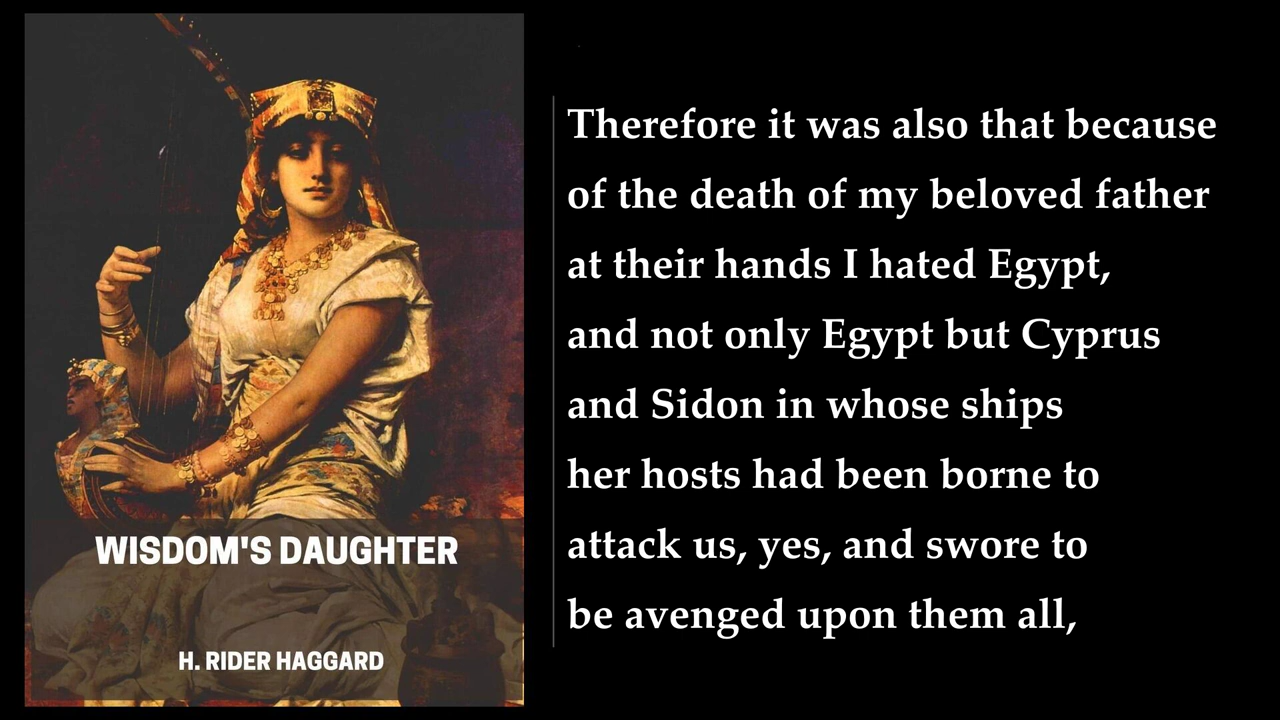 WISDOM'S DAUGHTER
H. RIDER HAGGARD
Therefore it was also that because
of the death of my beloved father
at their hands I hated Egypt,
and not only Egypt but Cyprus
and Sidon in whose ships
her hosts had been borne to
attack us, yes, and swore to
be avenged upon them all,